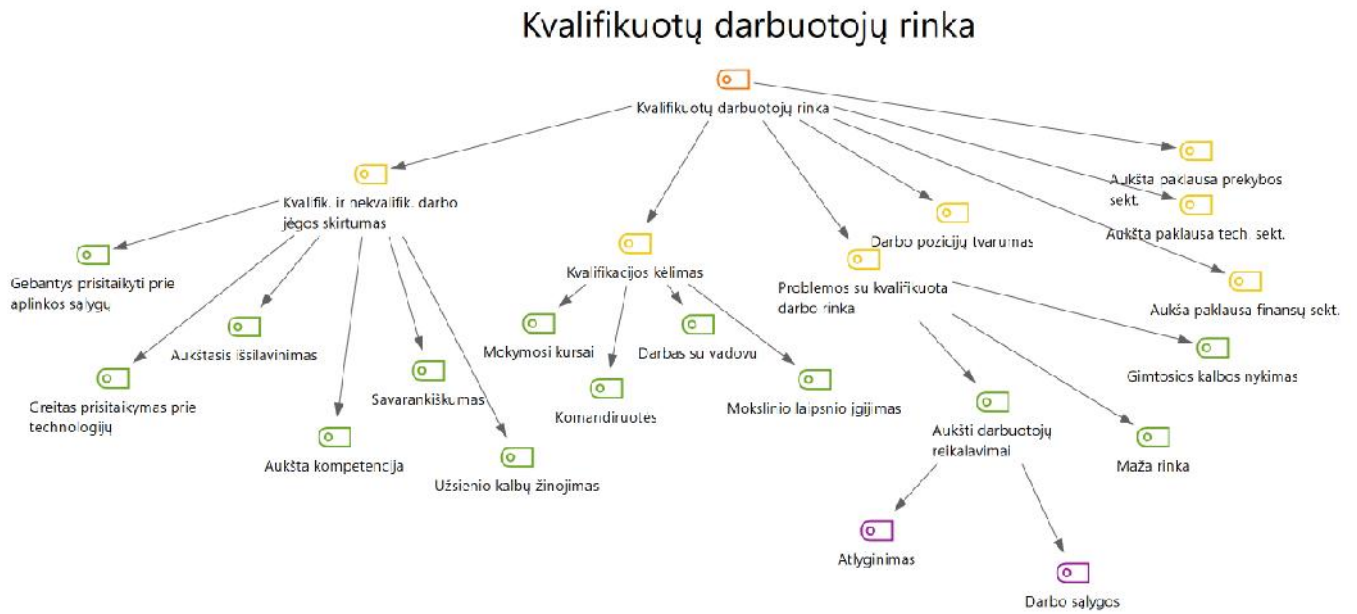 Kvalifikuotų darbuotojų rinka
Kvalifikuotų darbuotojų rinka
Kvalifik. ir nekvalifik. darbo
jėgos skirtumas
Gebantys prisitaikyti prie
aplinkos sąlygų
Greitas prisitaikymas prie
technologijų
Aukštasis išsilavinimas
Aukšta kompetencija
Savarankiškumas
Užsienio kalbų žinojimas
Kvalifikacijos kėlimas
Mokymosi kursai
Komandiruotės
Darbas su vadovu
Mokslinio laipsnio įgijimas
Problemos su kvalifikuota
darbo rinka
Aukšti darbuotojų
reikalavimai
Atlyginimas
Darbo sąlygos
Maža rinka
Gimtosios kalbos nykimas
Darbo pozicijų tvarumas
Aukšta paklausa prekybos
sekt.
Aukšta paklausa tech. sekt.
Aukša paklausa finansų sekt.